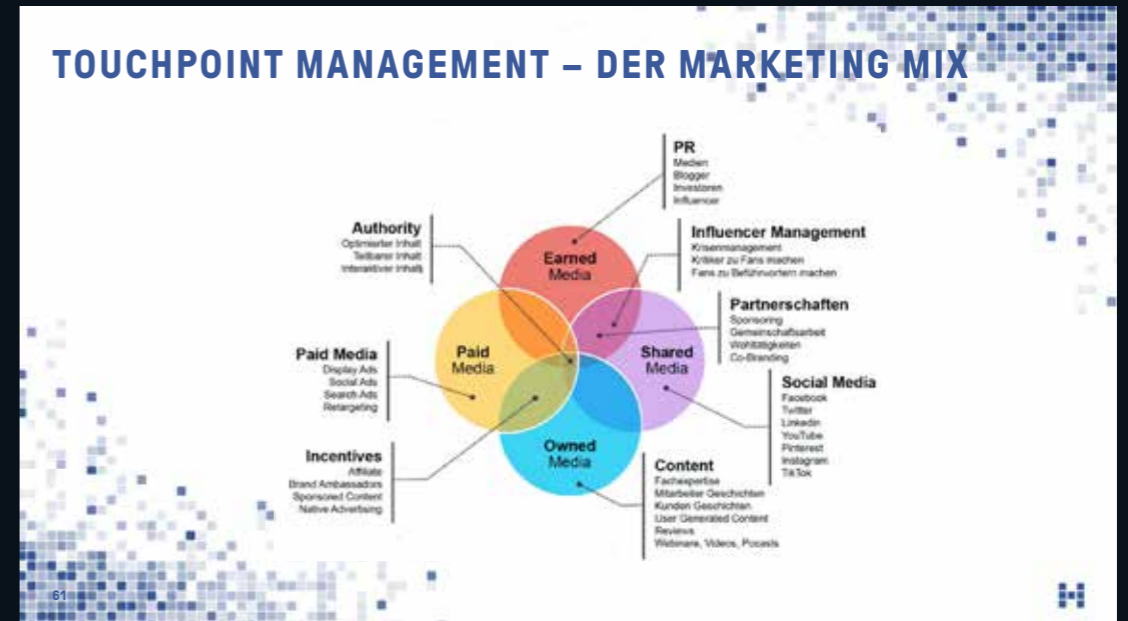 TOUCHPOINT MANAGEMENT – DER MARKETING MIX
PR
Medien
Blogger
Investoren
Influencer
Authority
Optimierter Inhalt
Teilbarer Inhalt
Interaktiver Inhalt
Influencer Management
Krisenmanagement
Kritiker zu Fans machen
Fans zu Beführwortern machen
Earned
Media
Partnerschaften
Sponsoring
Gemeinschaftsarbeit
Wohltätigkeiten
Co-Branding
Paid Media
Display Ads
Social Ads
Search Ads
Retargeting
Paid
Media
Shared
Media
Social Media
Facebook
Twitter
LinkedIn
YouTube
Pinterest
Instagram
TikTok
Incentives
Affiliate
Brand Ambassadors
Sponsored Content
Native Advertising
Owned
Media
Content
Fachexpertise
Mitarbeiter Geschichten
Kunden Geschichten
User Generated Content
Reviews
Webinare, Videos, Pocasts
61